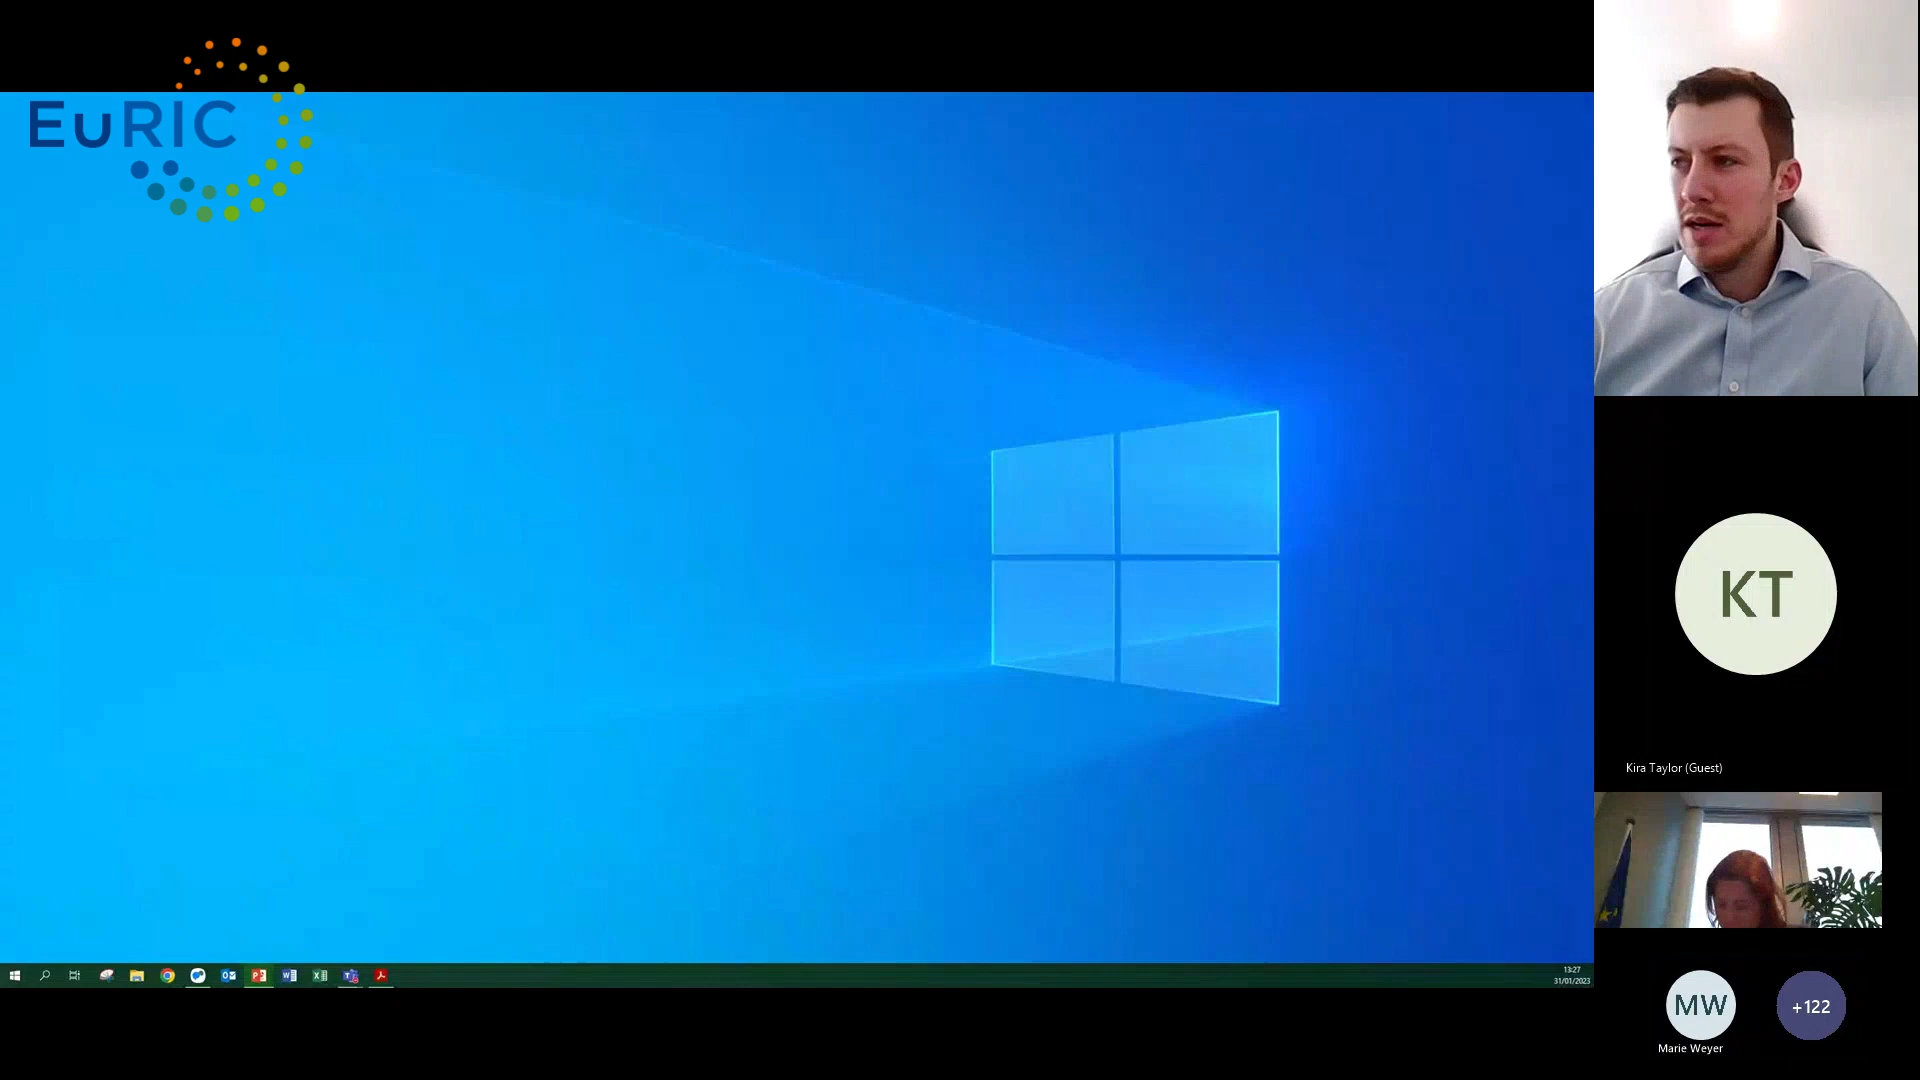 EuRIC
KT
Kira Taylor (Guest)
13:27
31/01/2023
MW
+122
Marie Weyer